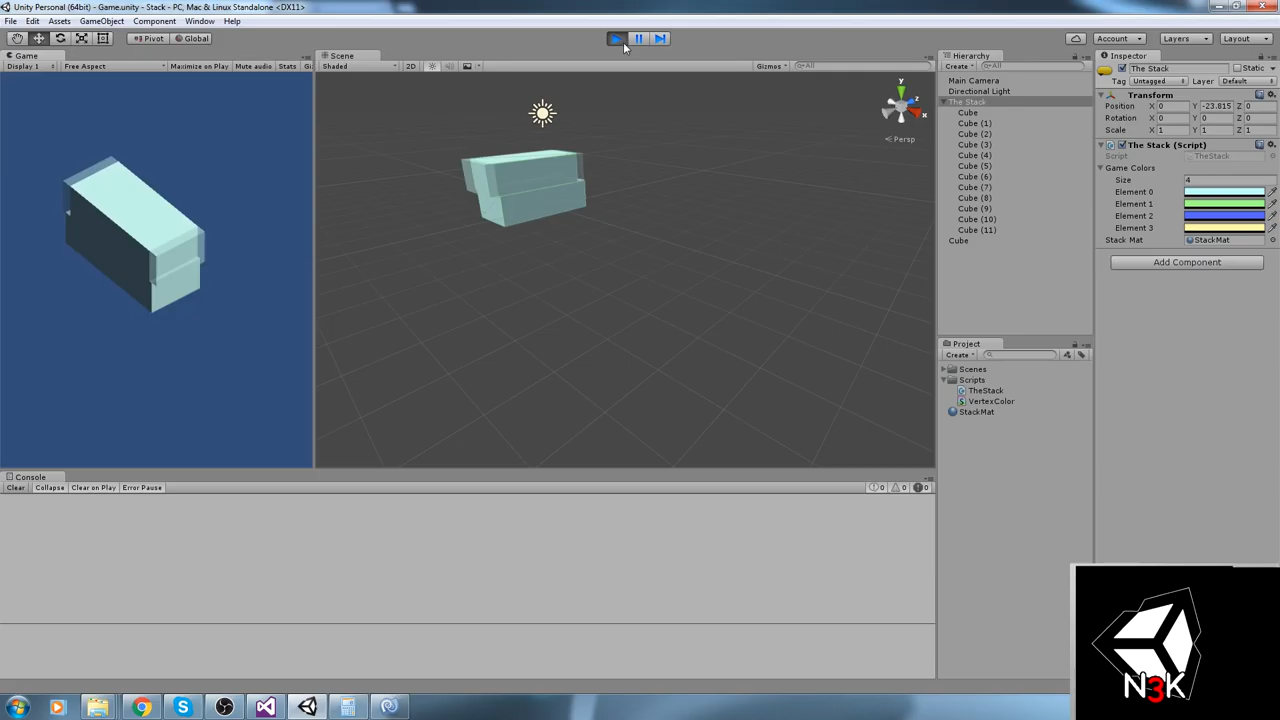 Unity Personal (64bit) - Game.unity - Stack - PC, Mac & Linux Standalone <DX11>
File Edit Assets GameObject Component Window Help
Pivot Global Account Layers Layout
Game Scene Hierarchy Inspector
Display 1 Free Aspect Maximize on Play Mute audio Stats Gi Shaded 2D Gizmos All Create All
The Stack Static
Tag Untagged Layer Default
Main Camera
Directional Light
The Stack
Cube
Cube (1)
Cube (2)
Cube (3)
Cube (4)
Cube (5)
Cube (6)
Cube (7)
Cube (8)
Cube (9)
Cube (10)
Cube (11)
Cube
Transform
Position X 0 Y -23.815 Z 0
Rotation X 0 Y 0 Z 0
Scale X 1 Y 1 Z 1
The Stack (Script)
Script TheStack
Game Colors
Size 4
Element 0
Element 1
Element 2
Element 3
Stack Mat StackMat
Add Component
y
z
x
Persp
Project
Create
Scenes
Scripts
TheStack
VertexColor
StackMat
Console
Clear Collapse Clear on Play Error Pause 0 0 0
N3K